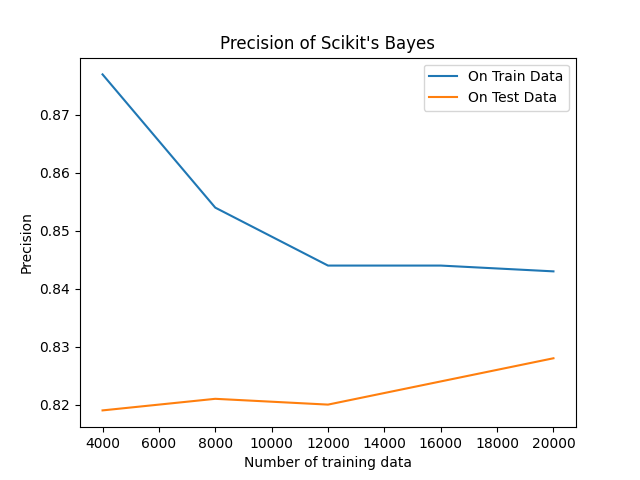 Precision of Scikit's Bayes
On Train Data
On Test Data
0.87
0.86
0.85
0.84
0.83
0.82
Precision
4000 6000 8000 10000 12000 14000 16000 18000 20000
Number of training data